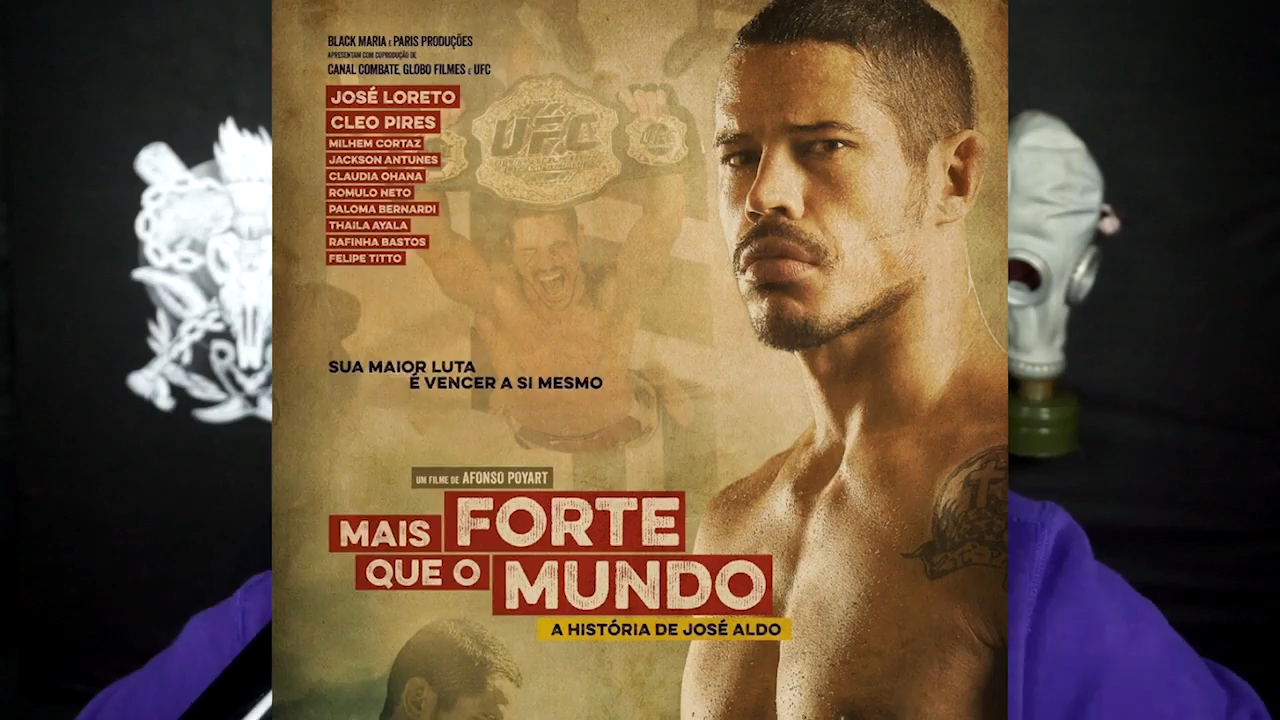 BLACK MARIA E PARIS PRODUÇÕES
APRESENTAM COM COPRODUÇÃO DE
CANAL COMBATE, GLOBO FILMES E UFC
JOSÉ LORETO
CLEO PIRES
MILHEM CORTAZ
JACKSON ANTUNES
CLAUDIA OHANA
ROMULO NETO
PALOMA BERNARDI
THAILA AYALA
RAFINHA BASTOS
FELIPE TITTO
UFC
SUA MAIOR LUTA
É VENCER A SI MESMO
UM FILME DE AFONSO POYART
MAIS FORTE
QUE O MUNDO
A HISTÓRIA DE JOSÉ ALDO